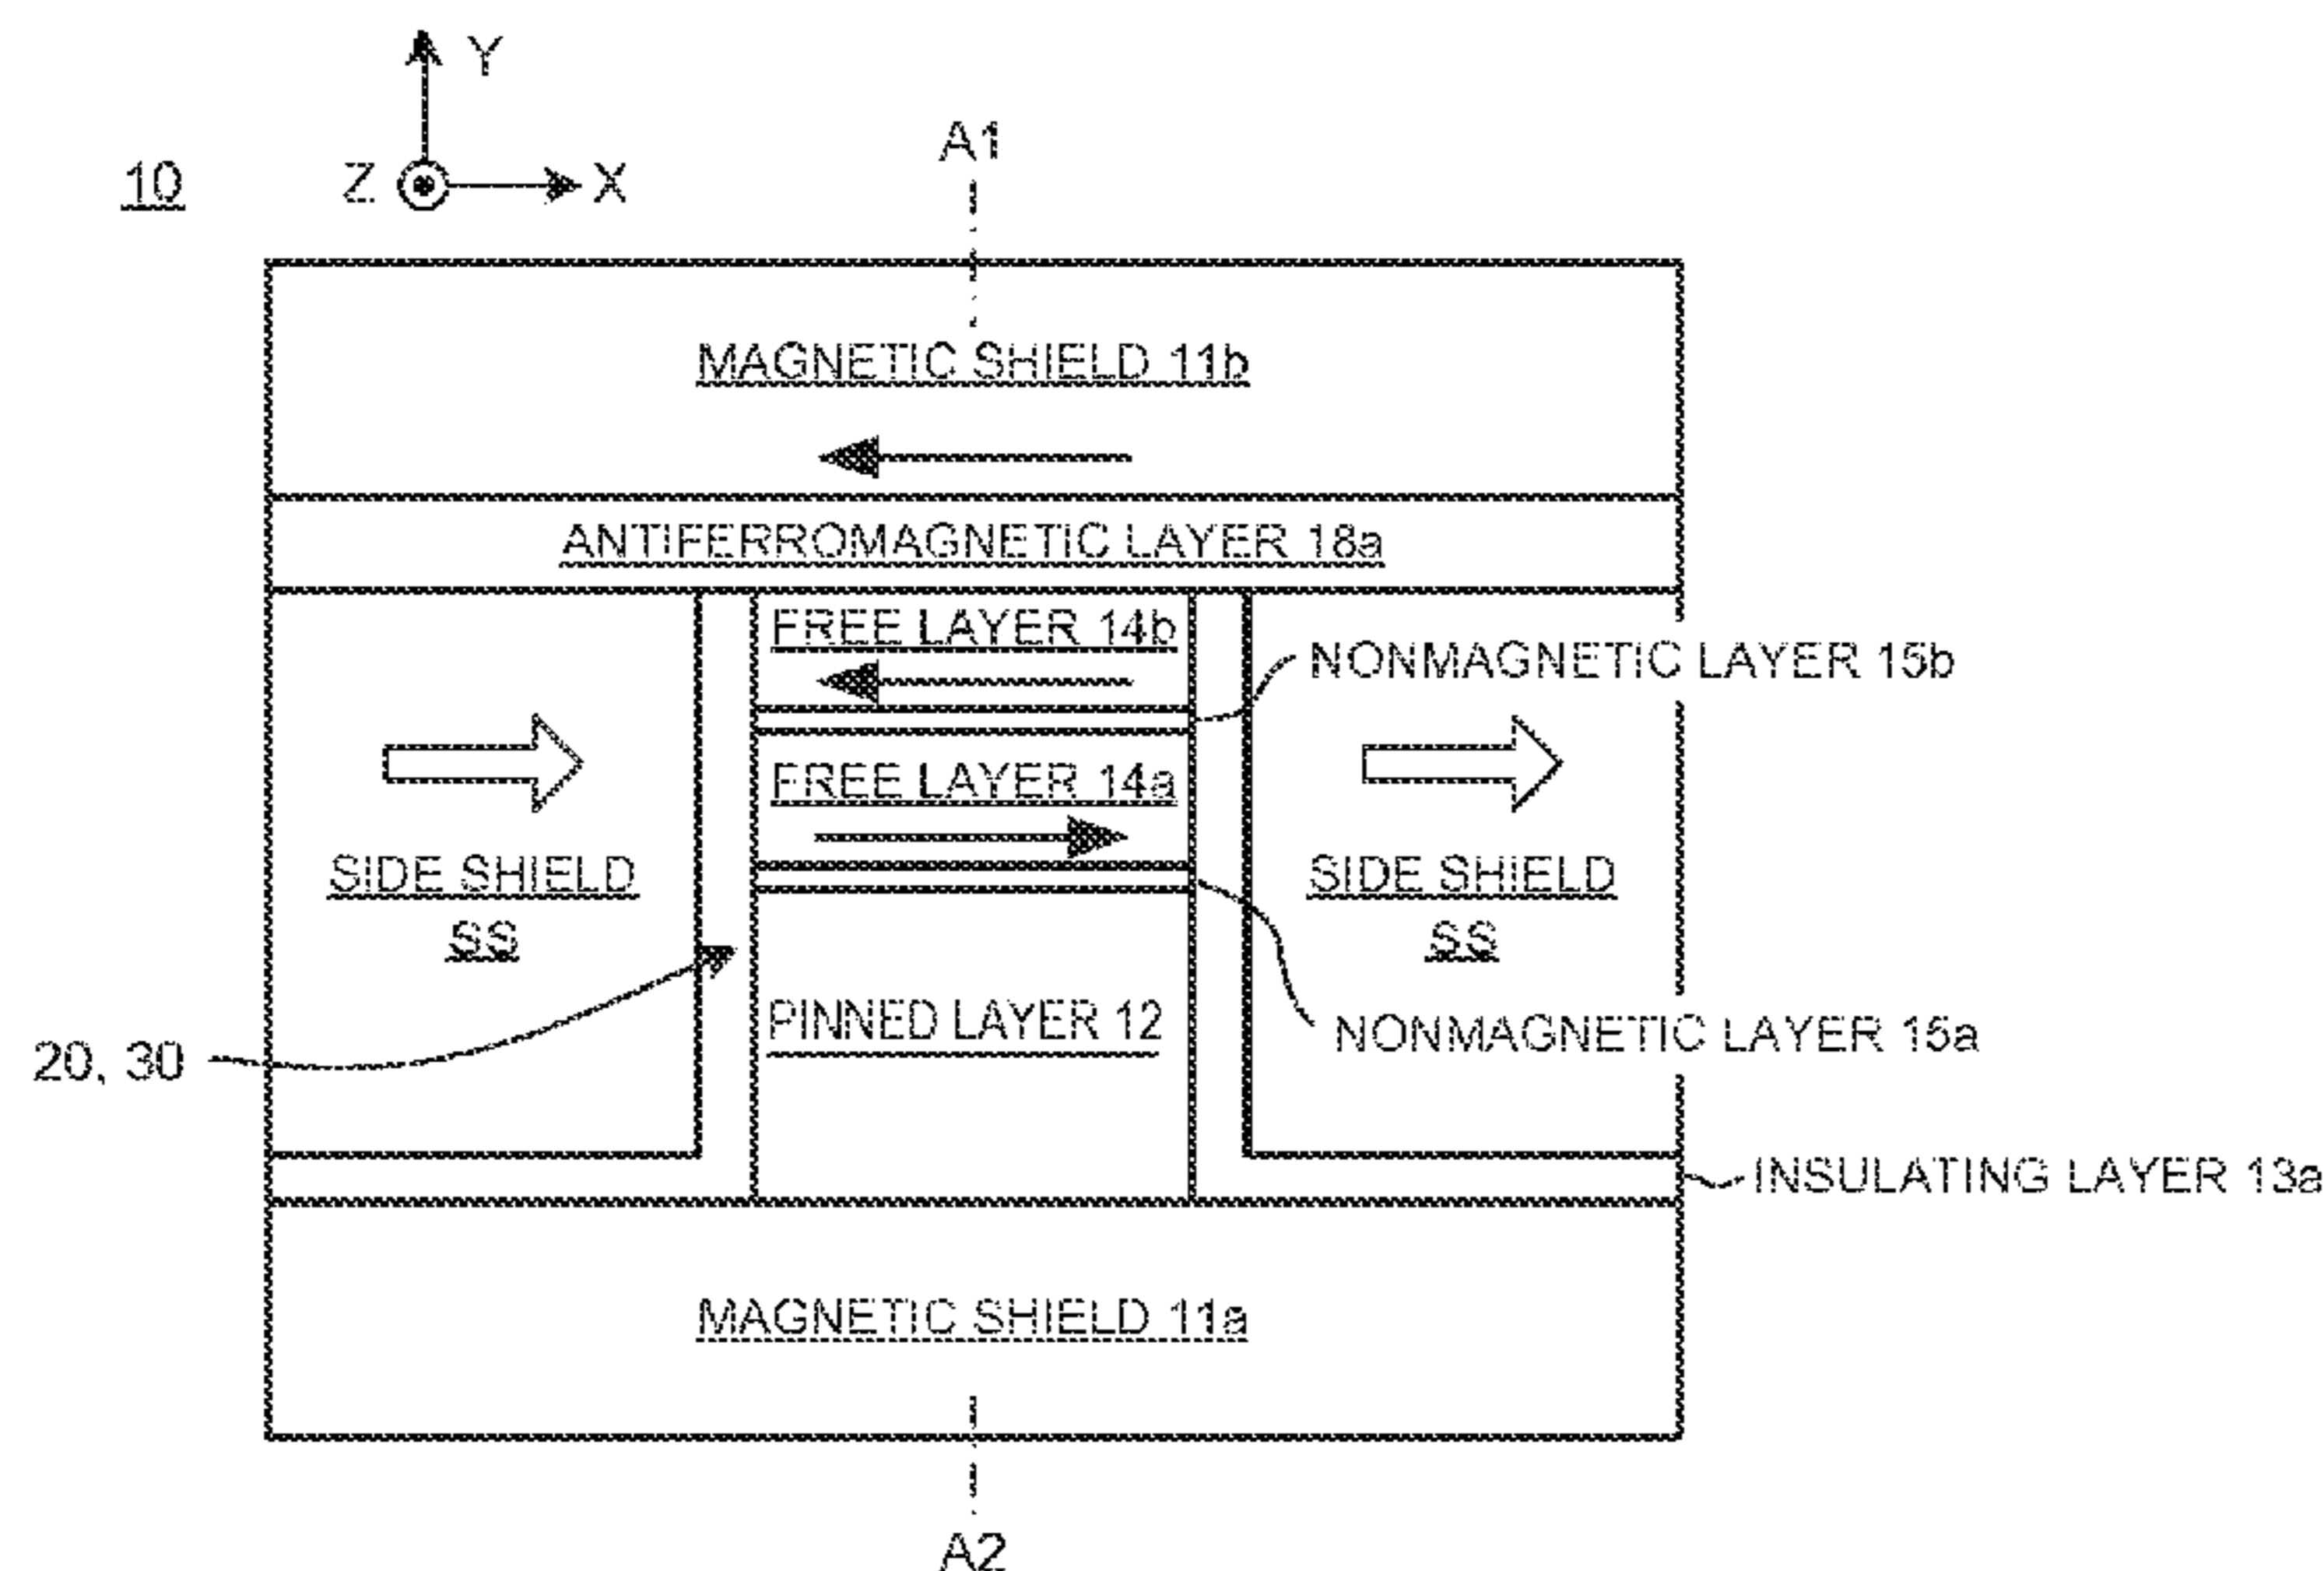 Y
A1
10
Z
X
MAGNETIC SHIELD 11b
ANTIFERROMAGNETIC LAYER 18a
FREE LAYER 14b
NONMAGNETIC LAYER 15b
FREE LAYER 14a
SIDE SHIELD
SS
SIDE SHIELD
SS
PINNED LAYER 12
NONMAGNETIC LAYER 15a
20, 30
INSULATING LAYER 13a
MAGNETIC SHIELD 11a
A2